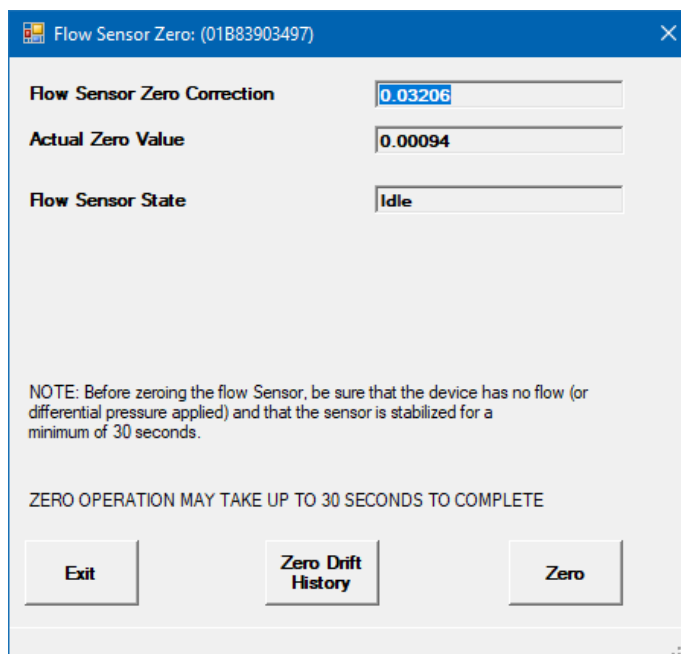 Flow Sensor Zero: (01B83903497)
Flow Sensor Zero Correction 0.03206
Actual Zero Value 0.00094
Flow Sensor State Idle
NOTE: Before zeroing the flow Sensor, be sure that the device has no flow (or
differential pressure applied) and that the sensor is stabilized for a
minimum of 30 seconds.
ZERO OPERATION MAY TAKE UP TO 30 SECONDS TO COMPLETE
Exit
Zero Drift
History
Zero